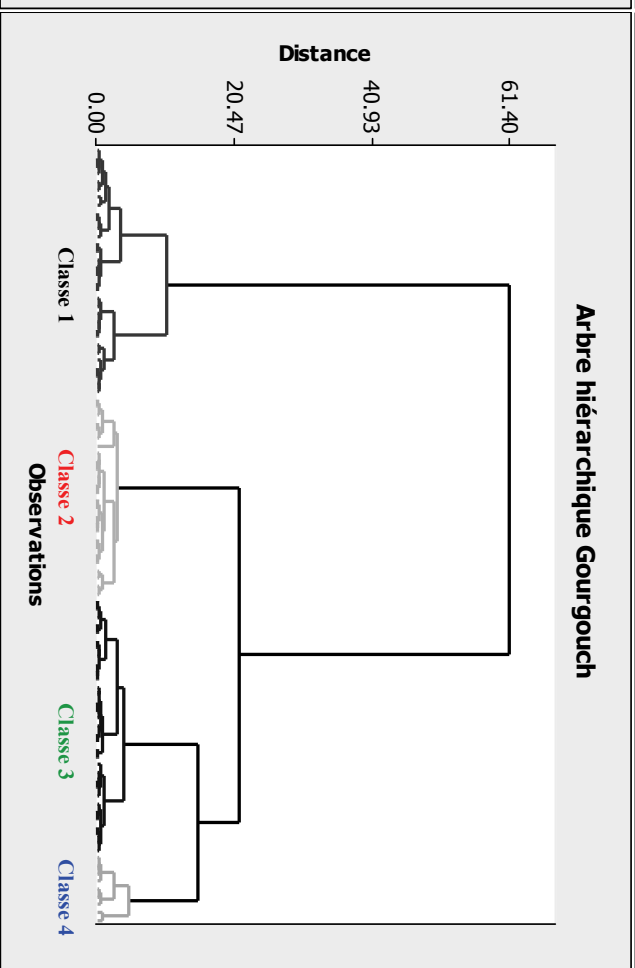 Arbre hiérarchique Gourgouch
Distance
61.40
40.93
20.47
0.00
Classe 1
Classe 2
Classe 3
Classe 4
Observations